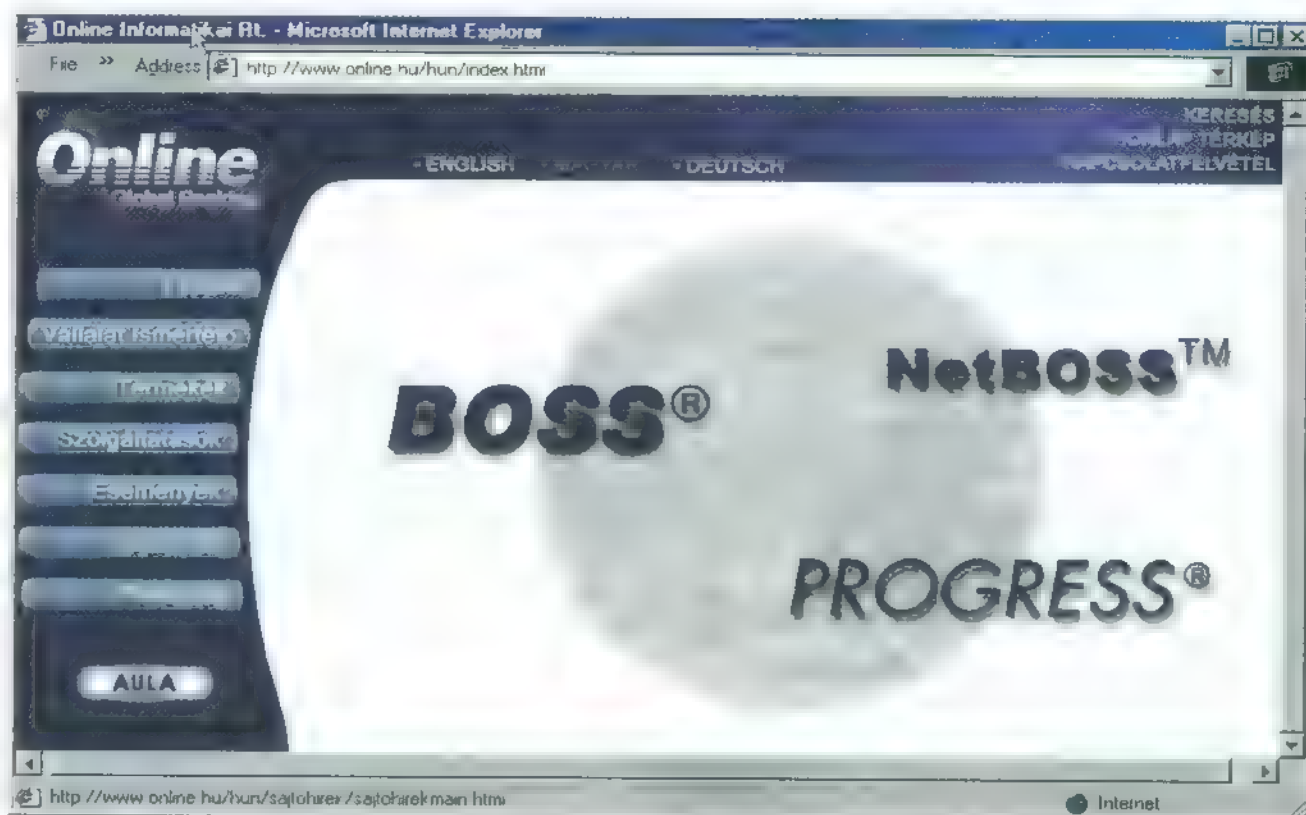 Online Informatikai Rt. - Microsoft Internet Explorer
File » Address http://www.online.hu/hun/index.htm
KERESÉS
TÉRKÉP
KAPCSOLATFELVÉTEL
Online
ENGLISH MAGYAR DEUTSCH
Vállalat ismertető
Termékek
Szolgáltatások
Események
AULA
BOSS®
NetBOSS™
PROGRESS®
http://www.online.hu/hun/sajtohirek/sajtohirekmain.htm
Internet